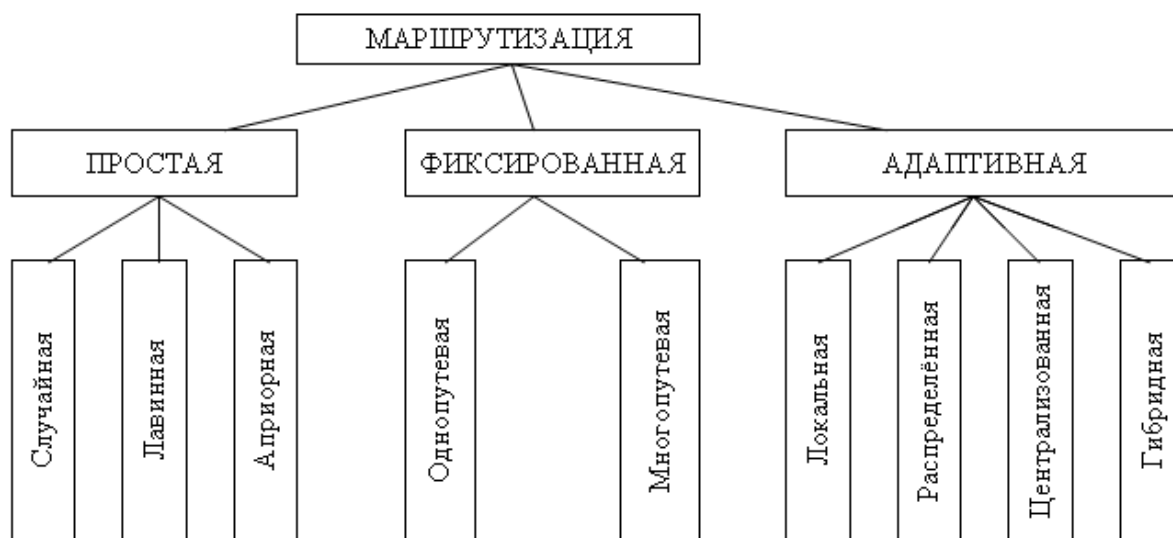 МАРШРУТИЗАЦИЯ
ПРОСТАЯ
ФИКСИРОВАННАЯ
АДАПТИВНАЯ
Случайная
Лавинная
Априорная
Однопутевая
Многопутевая
Локальная
Распределённая
Централизованная
Гибридная